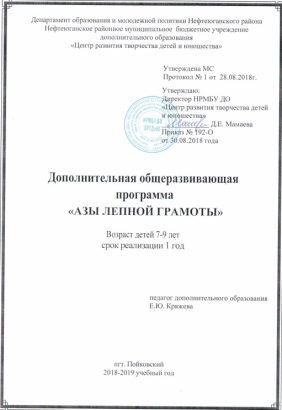 Департамент образования и молодежной политики Нефтеюганского района
Нефтеюганское районное муниципальное бюджетное учреждение
дополнительного образования
«Центр развития творчества детей и юношества»
Утверждена МС
Протокол № 1 от 28.08.2018г.
Утверждаю:
Директор НРМБУ ДО
«Центр развития творчества детей
и юношества»
Д.Е. Мамаева
Приказ № 192-О
от 30.08.2018 года
Дополнительная общеразвивающая
программа
«АЗЫ ЛЕПНОЙ ГРАМОТЫ»
Возраст детей 7-9 лет
срок реализации 1 год
педагог дополнительного образования
Е.Ю. Кряжева
пгт. Пойковский
2018-2019 учебный год